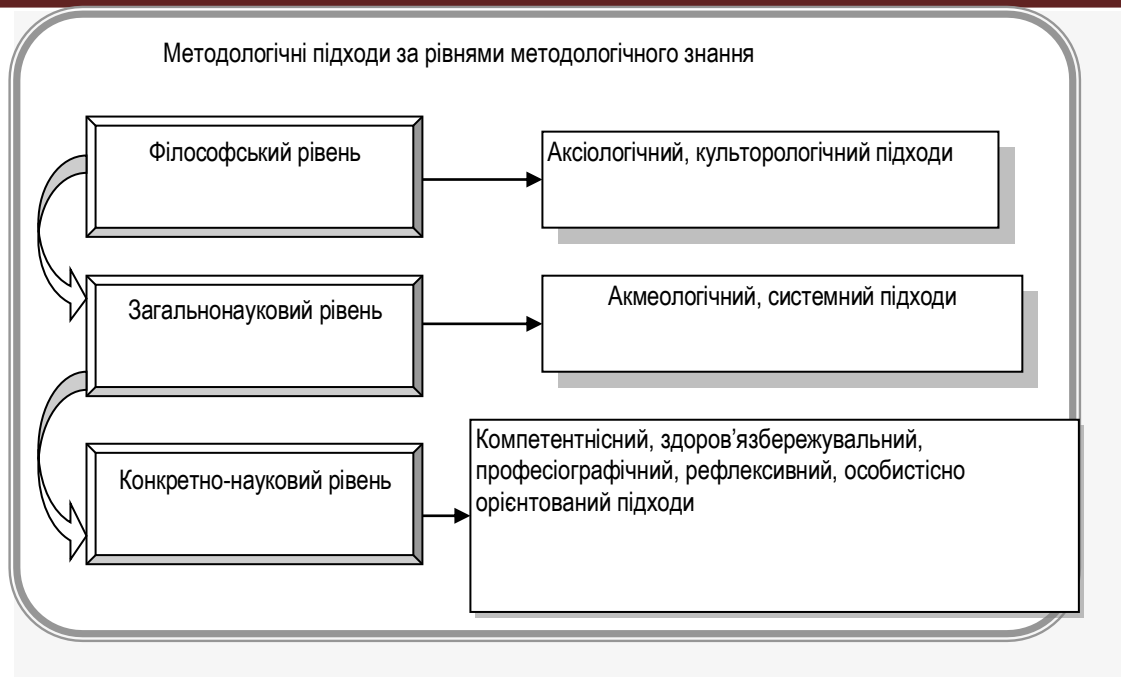 Методологічні підходи за рівнями методологічного знання
Філософський рівень
Аксіологічний, культорологічний підходи
Загальнонауковий рівень
Акмеологічний, системний підходи
Конкретно-науковий рівень
Компетентнісний, здоров’язбережувальний,
професіографічний, рефлексивний, особистісно
орієнтований підходи